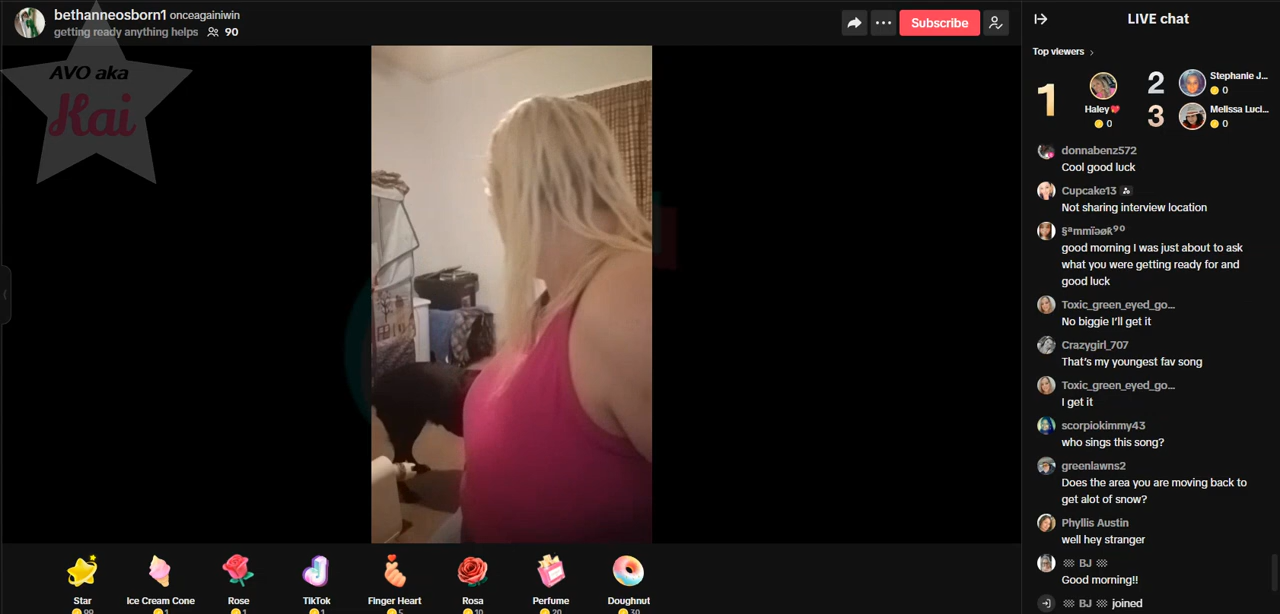 bethanneosborn1 onceagainiwin
getting ready anything helps 90
Subscribe
AVO aka
Kai
LIVE chat
Top viewers
1
Haley
0
2
Stephanie J...
0
3
Melissa Luci...
0
donnabenz572
Cool good luck
Cupcake13
Not sharing interview location
§ªmmïəøƙ⁹⁰
good morning I was just about to ask
what you were getting ready for and
good luck
Toxic_green_eyed_go...
No biggie I'll get it
Crazygirl_707
That's my youngest fav song
Toxic_green_eyed_go...
I get it
scorpiokimmy43
who sings this song?
greenlawns2
Does the area you are moving back to
get alot of snow?
Phyllis Austin
well hey stranger
BJ
Good morning!!
BJ joined
Star
99
Ice Cream Cone
1
Rose
1
TikTok
1
Finger Heart
5
Rosa
10
Perfume
20
Doughnut
30